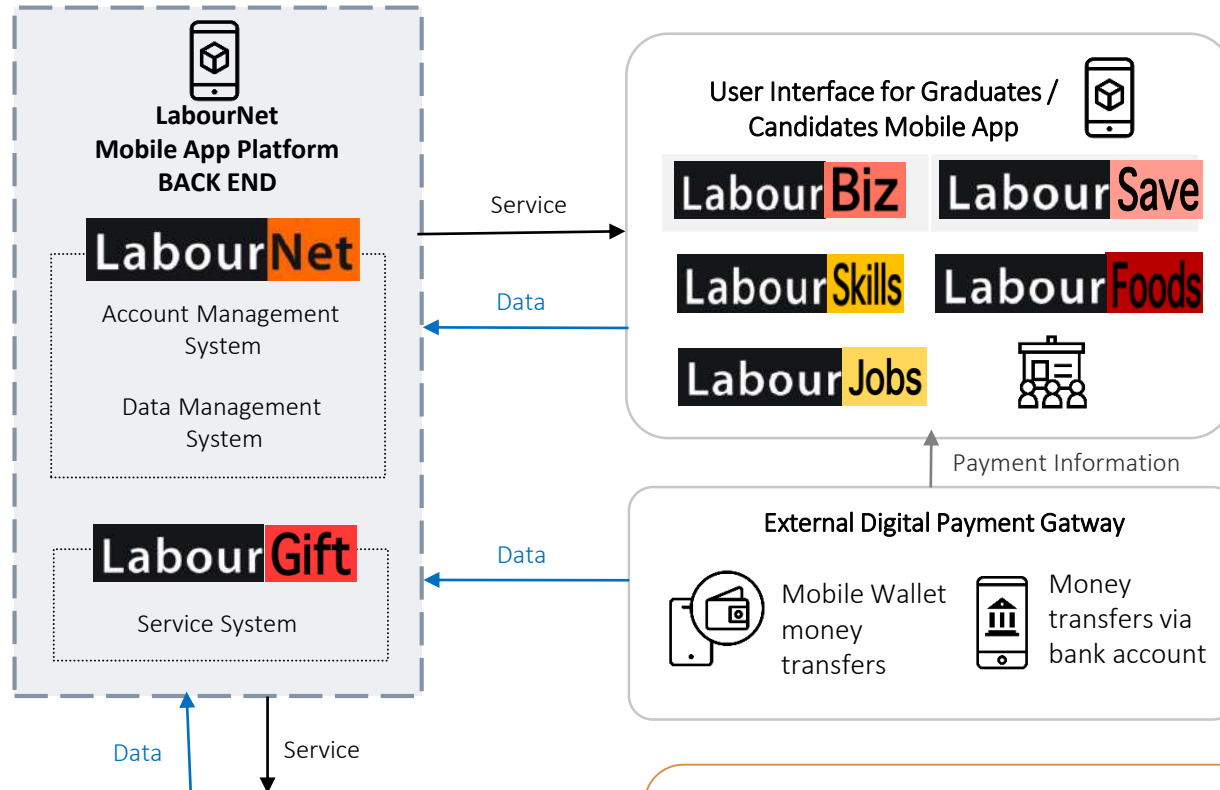 LabourNet
Mobile App Platform
BACK END
LabourNet
Account Management
System
Data Management
System
LabourGift
Service System
Service
Data
Data
Data
Service
User Interface for Graduates /
Candidates Mobile App
LabourBiz
LabourSave
LabourSkills
LabourFoods
LabourJobs
Payment Information
External Digital Payment Gatway
Mobile Wallet
money
transfers
Money
transfers via
bank account